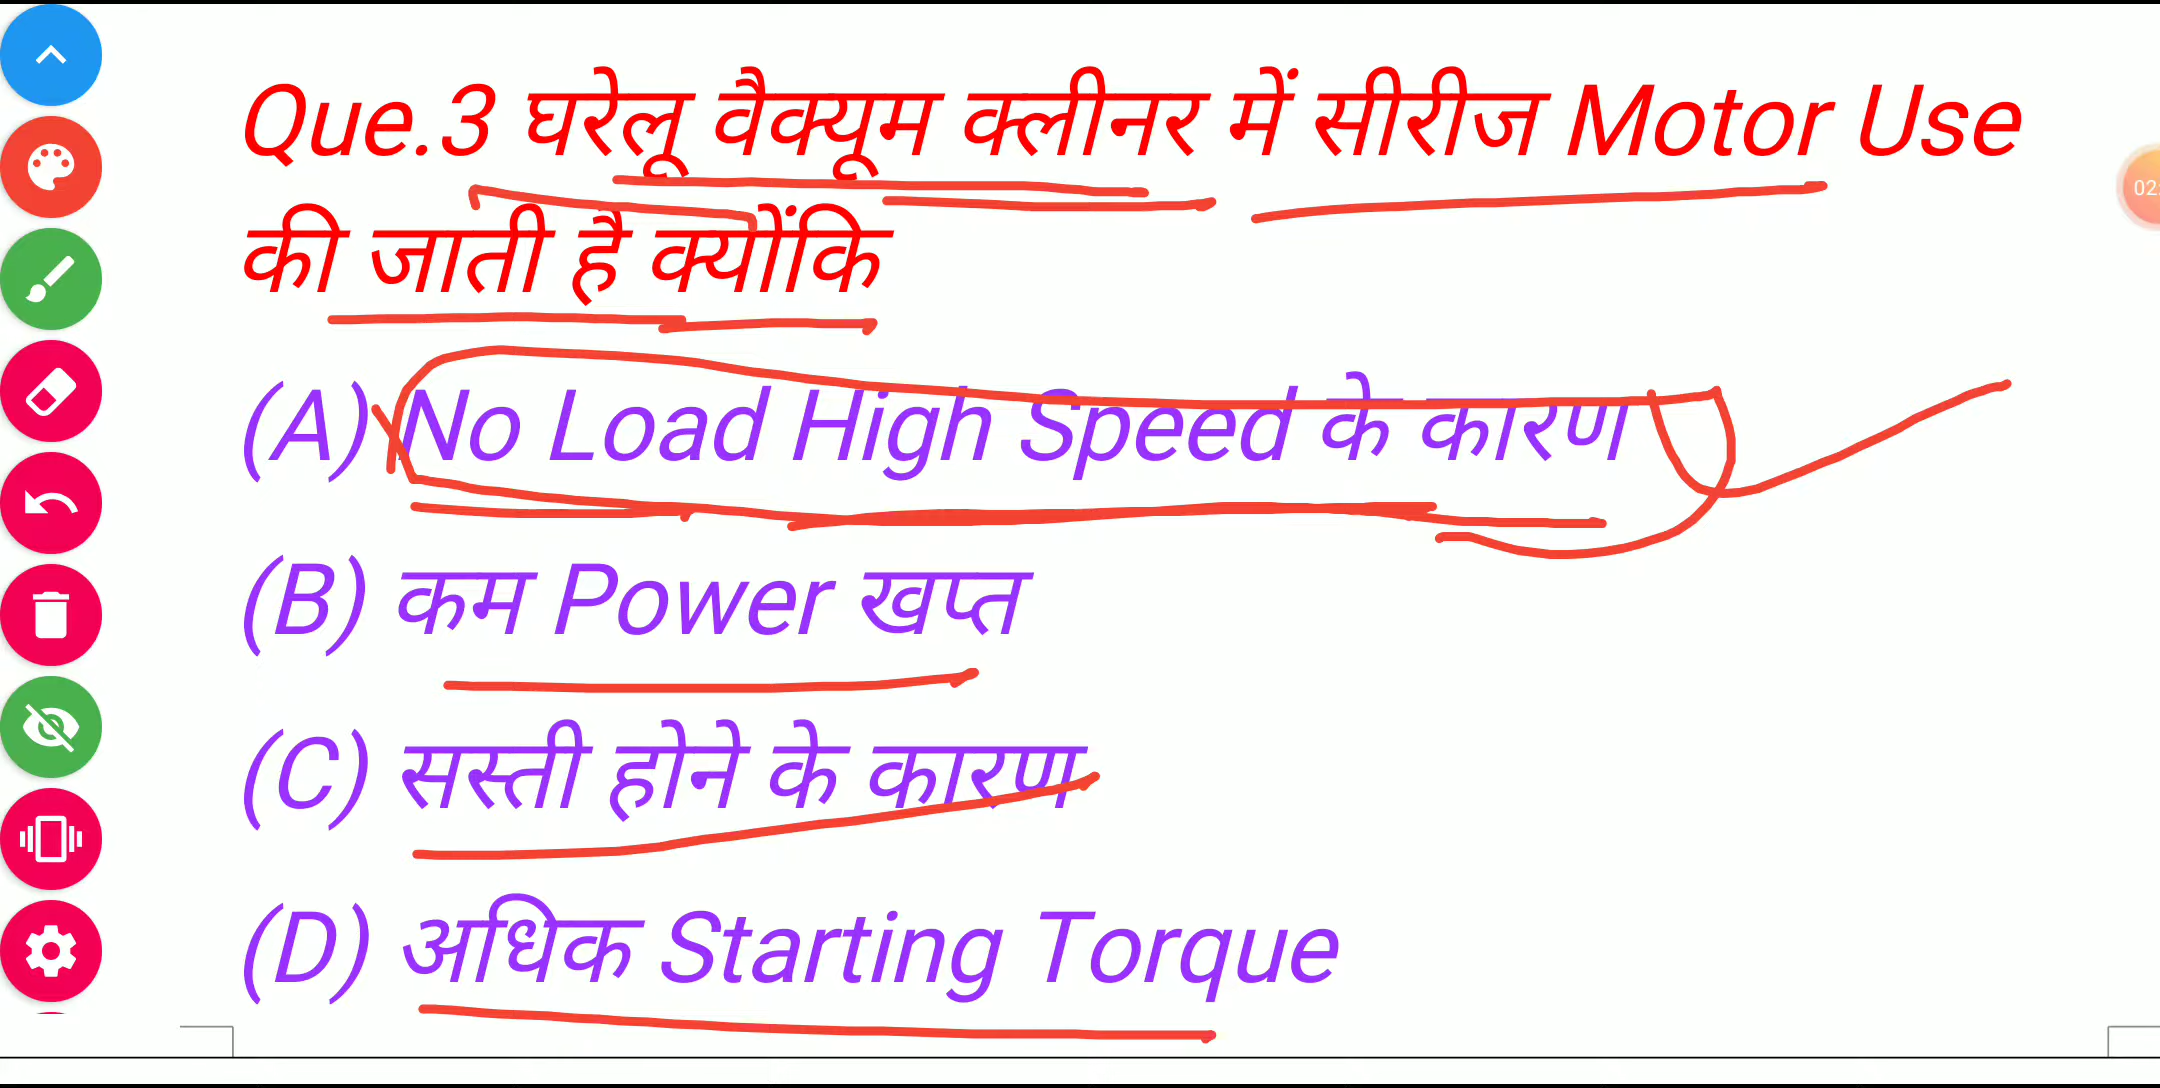 Que.3 घरेलू वैक्यूम क्लीनर में सीरीज Motor Use
की जाती है क्योंकि
(A) No Load High Speed के कारण
(B) कम Power खप्त
(C) सस्ती होने के कारण
(D) अधिक Starting Torque